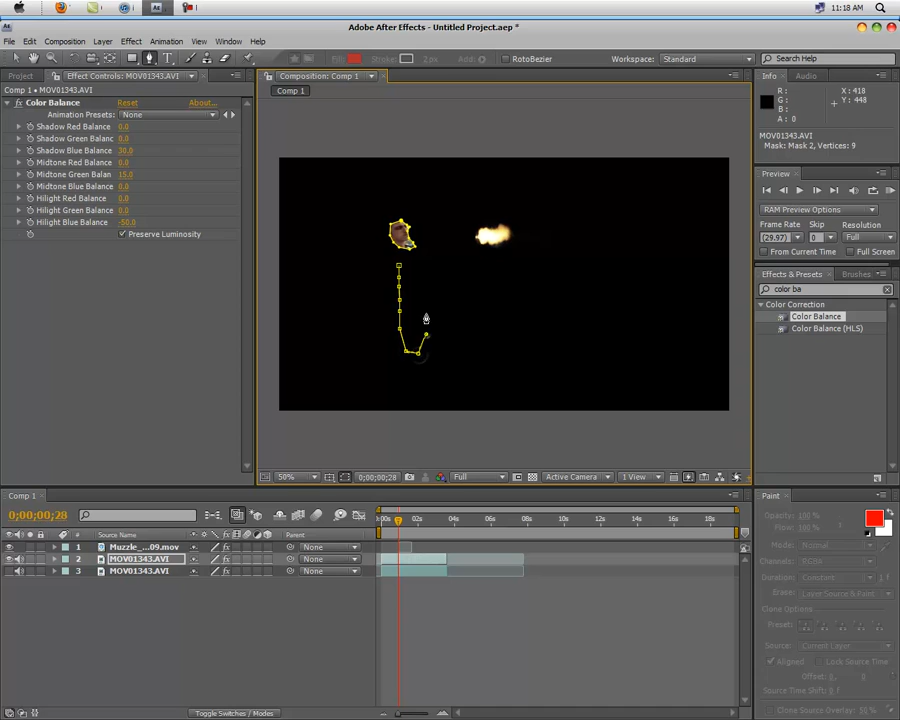 11:18 AM
Adobe After Effects - Untitled Project.aep *
File Edit Composition Layer Effect Animation View Window Help
Fill: Stroke: 2 px Add: RotoBezier Workspace: Standard Search Help
Project Effect Controls: MOV01343.AVI
Comp 1 • MOV01343.AVI
Color Balance Reset About...
Animation Presets: None
Shadow Red Balance 0.0
Shadow Green Balanc 0.0
Shadow Blue Balance 38.0
Midtone Red Balance 0.0
Midtone Green Balan 15.0
Midtone Blue Balance 0.0
Hilight Red Balance 0.0
Hilight Green Balance 0.0
Hilight Blue Balance -50.0
Preserve Luminosity
Composition: Comp 1
Comp 1
50% 0;00;00;28 Full Active Camera 1 View
Info Audio
R: X: 418
G: Y: 448
B:
A: 0
MOV01343.AVI
Mask: Mask 2, Vertices: 9
Preview
RAM Preview Options
Frame Rate Skip Resolution
(29.97) 0 Full
From Current Time Full Screen
Effects & Presets Brushes
color ba
Color Correction
Color Balance
Color Balance (HLS)
Comp 1
0;00;00;28
# Source Name Parent
:00s 02s 04s 06s 08s 10s 12s 14s 16s 18s
1 Muzzle_...09.mov None
2 MOV01343.AVI None
3 MOV01343.AVI None
Toggle Switches / Modes
Paint
Opacity: 100 %
Flow: 100 %
Mode: Normal
Channels: RGBA
Duration: Constant 1 f
Erase: Layer Source & Paint
Clone Options
Preset:
Source: Current Layer
Aligned Lock Source Time
Offset: 0, 0
Source Time Shift: 0 f
Clone Source Overlay: 50 %